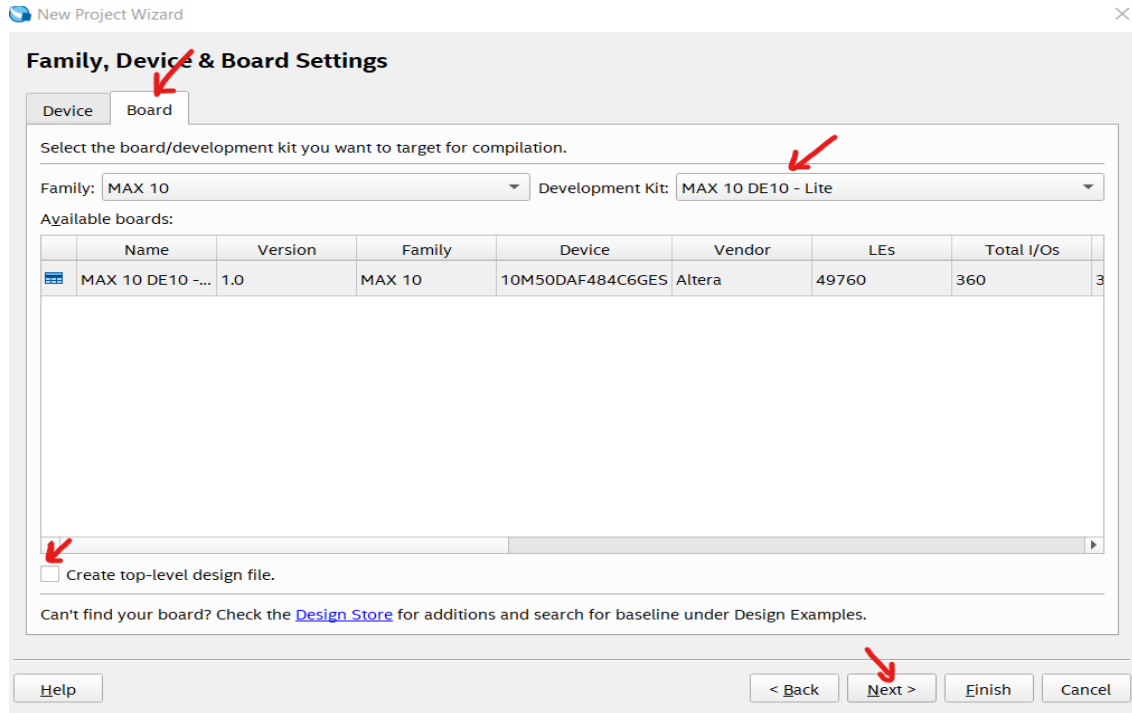 New Project Wizard
Family, Device & Board Settings
Device Board
Select the board/development kit you want to target for compilation.
Family: MAX 10 Development Kit: MAX 10 DE10 - Lite
Available boards:
Name Version Family Device Vendor LEs Total I/Os
MAX 10 DE10 -... 1.0 MAX 10 10M50DAF484C6GES Altera 49760 360 3
Create top-level design file.
Can't find your board? Check the Design Store for additions and search for baseline under Design Examples.
Help < Back Next > Finish Cancel